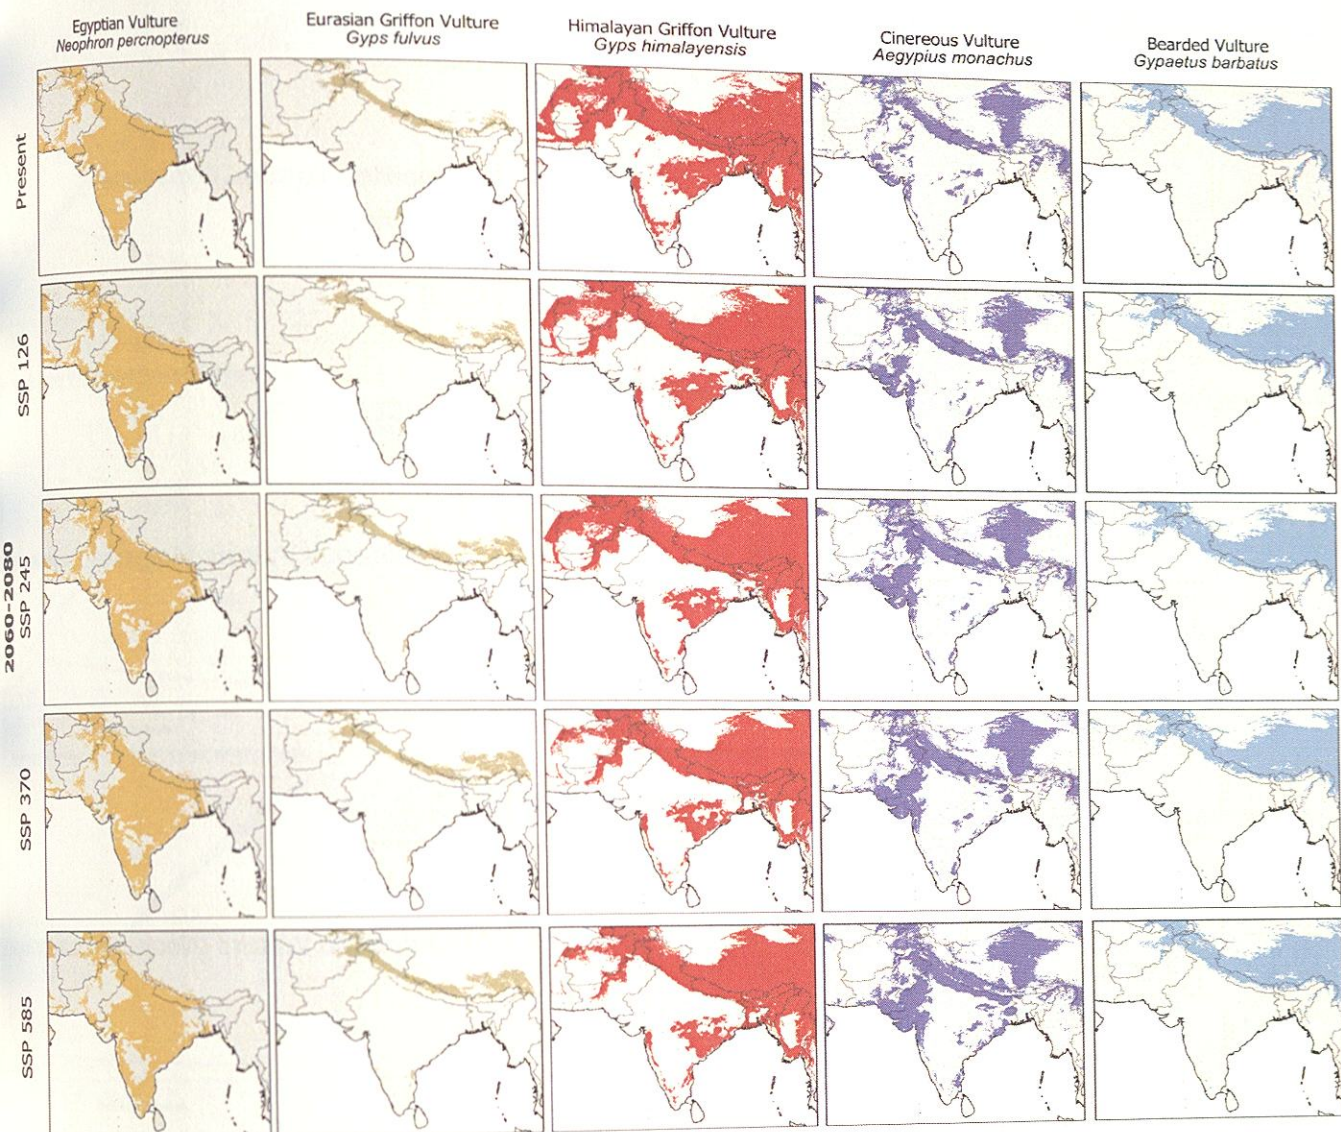 Egyptian Vulture
Neophron percnopterus
Eurasian Griffon Vulture
Gyps fulvus
Himalayan Griffon Vulture
Gyps himalayensis
Cinereous Vulture
Aegypius monachus
Bearded Vulture
Gypaetus barbatus
Present
2060-2080
SSP 126
SSP 245
SSP 370
SSP 585